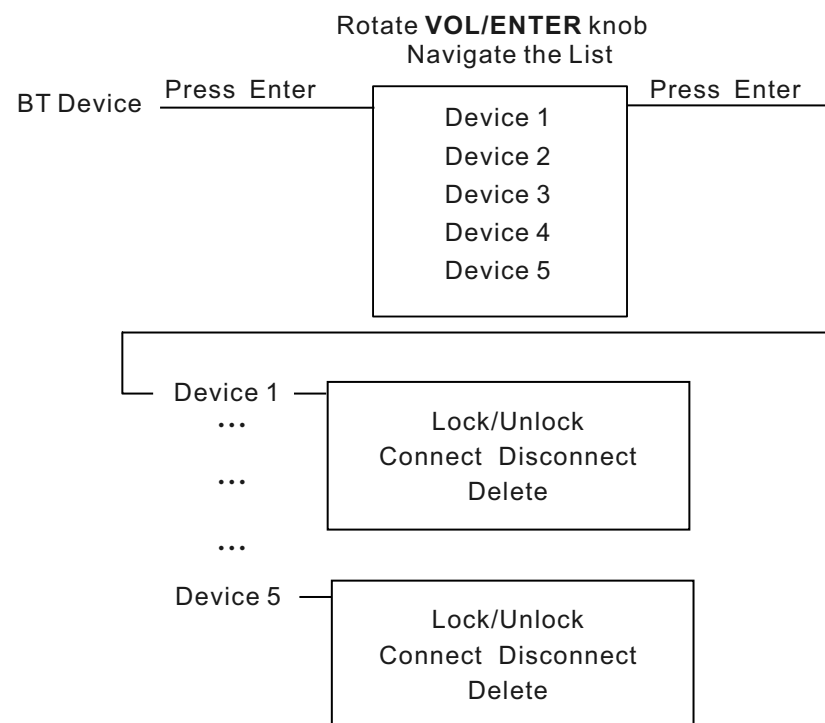 Rotate VOL/ENTER knob
Navigate the List
BT Device
Press Enter
Device 1
Device 2
Device 3
Device 4
Device 5
Press Enter
Device 1
...
...
...
Lock/Unlock
Connect Disconnect
Delete
Device 5
Lock/Unlock
Connect Disconnect
Delete